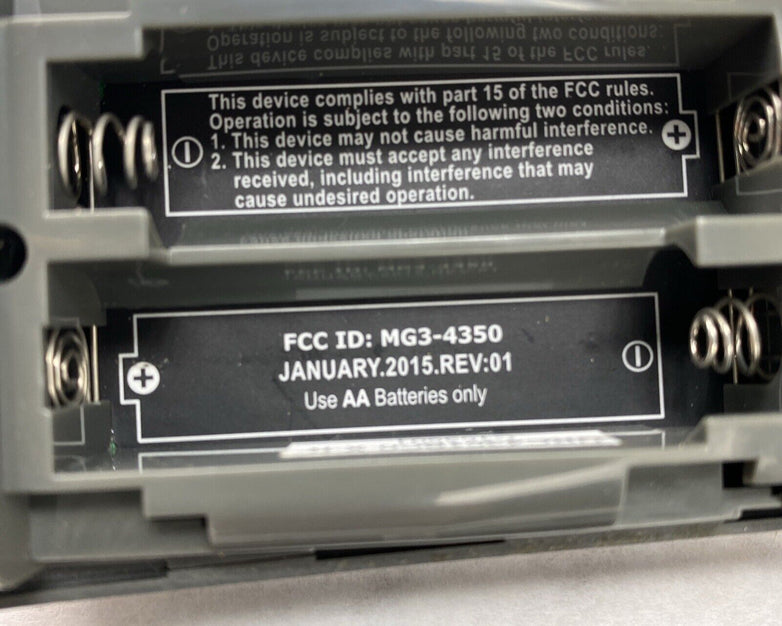 This device complies with part 15 of the FCC rules.
Operation is subject to the following two conditions:
1. This device may not cause harmful interference.
2. This device must accept any interference
received, including interference that may
cause undesired operation.
FCC ID: MG3-4350
JANUARY.2015.REV:01
Use AA Batteries only